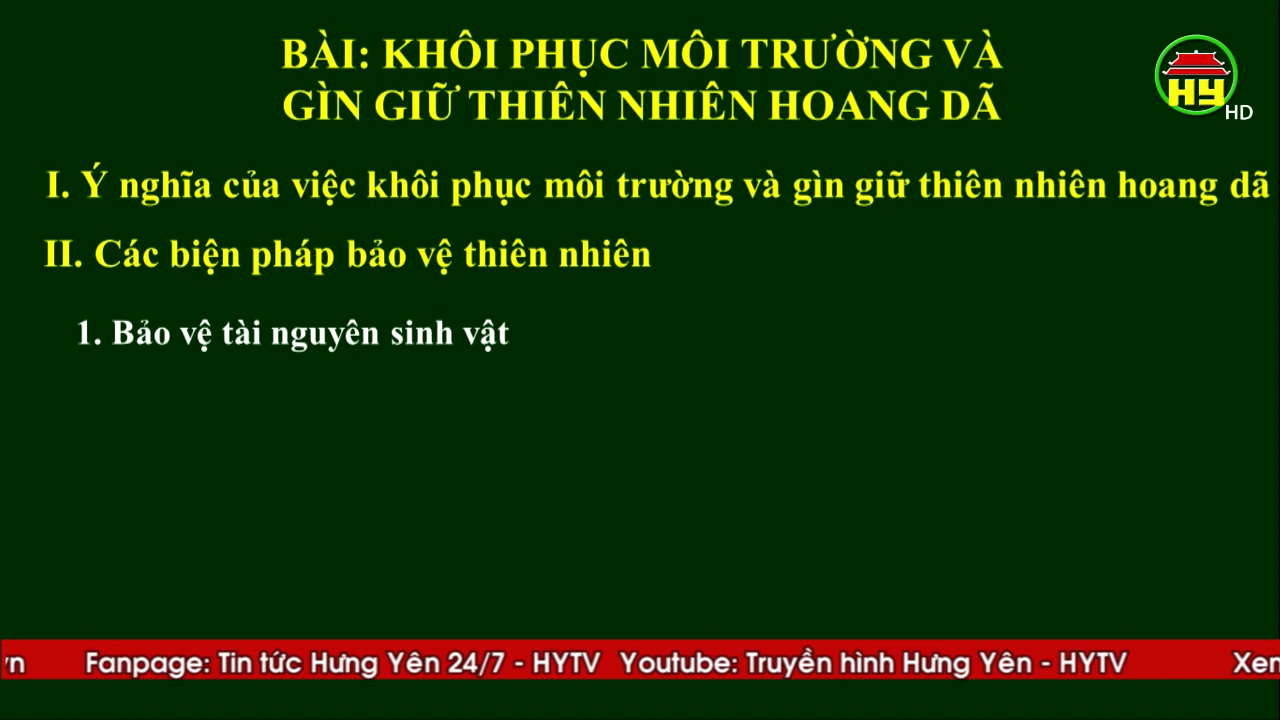 BÀI: KHÔI PHỤC MÔI TRƯỜNG VÀ
GÌN GIỮ THIÊN NHIÊN HOANG DÃ
HY HD
I. Ý nghĩa của việc khôi phục môi trường và gìn giữ thiên nhiên hoang dã
II. Các biện pháp bảo vệ thiên nhiên
1. Bảo vệ tài nguyên sinh vật
Fanpage: Tin tức Hưng Yên 24/7 - HYTV Youtube: Truyền hình Hưng Yên - HYTV